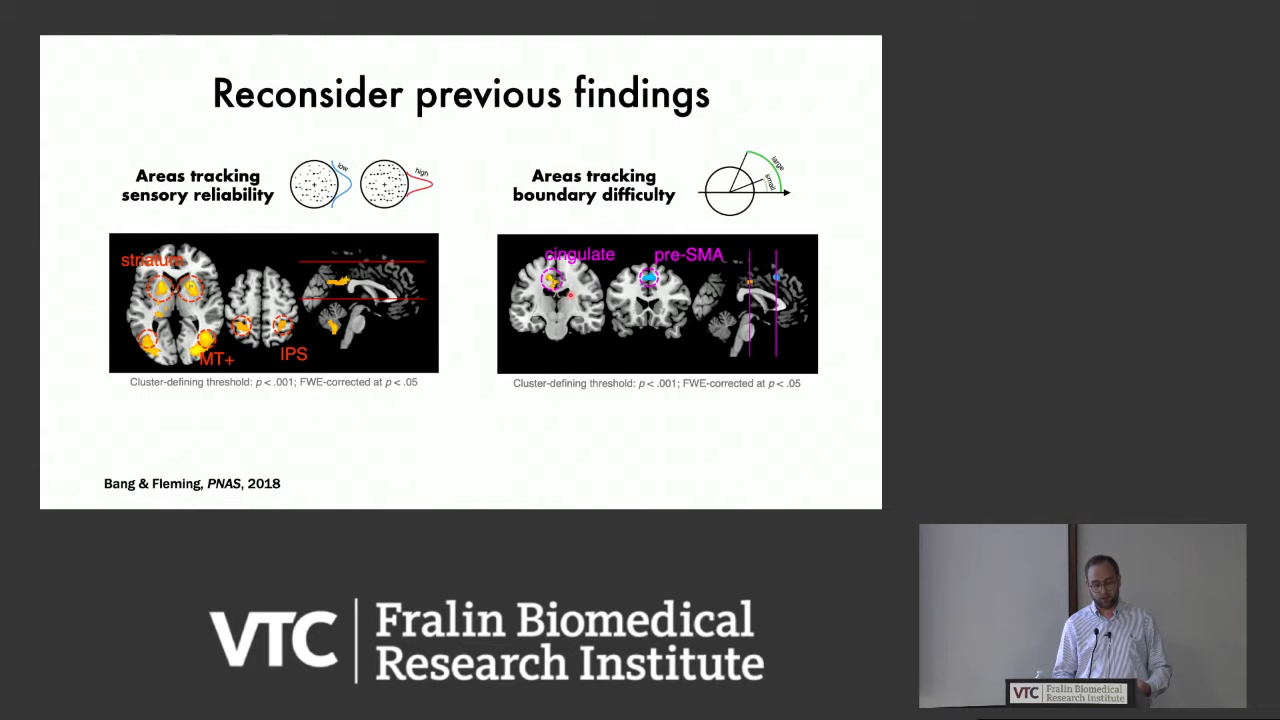 Reconsider previous findings
Areas tracking
sensory reliability
low
high
Areas tracking
boundary difficulty
large
small
striatum
MT+
IPS
cingulate
pre-SMA
Cluster-defining threshold: p < .001; FWE-corrected at p < .05
Cluster-defining threshold: p < .001; FWE-corrected at p < .05
Bang & Fleming, PNAS, 2018
VTC
Fralin Biomedical
Research Institute
VTC
Fralin Biomedical
Research Institute